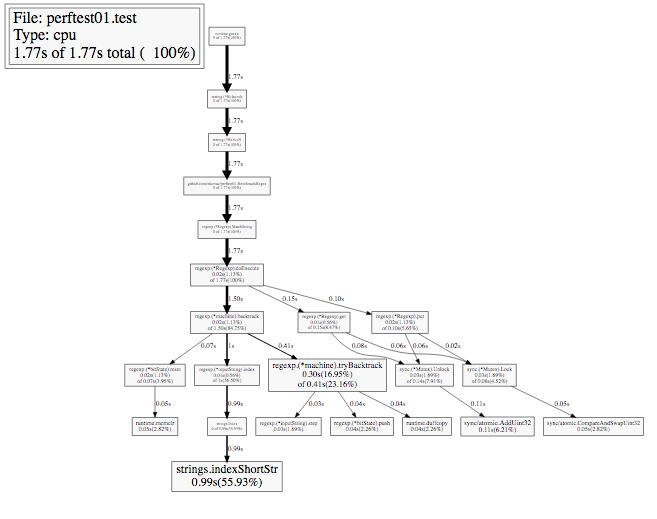 File: perftest01.test
Type: cpu
1.77s of 1.77s total ( 100%)
runtime.goexit
0 of 1.77s(100%)
1.77s
testing.(*B).launch
0 of 1.77s(100%)
1.77s
testing.(*B).runN
0 of 1.77s(100%)
1.77s
0 of 1.77s(100%)
1.77s
regexp.(*Regexp).MatchString
0 of 1.77s(100%)
1.77s
regexp.(*Regexp).doExecute
0.02s(1.13%)
of 1.77s(100%)
1.50s
0.15s
0.10s
regexp.(*machine).backtrack
0.02s(1.13%)
of 1.50s(84.75%)
regexp.(*Regexp).get
0.01s(0.56%)
of 0.15s(8.47%)
regexp.(*Regexp).put
0.02s(1.13%)
of 0.10s(5.65%)
0.07s
1s
0.41s
0.08s
0.06s
0.06s
0.02s
regexp.(*bitState).reset
0.02s(1.13%)
of 0.07s(3.95%)
regexp.(*inputString).index
0.01s(0.56%)
of 1s(56.50%)
regexp.(*machine).tryBacktrack
0.30s(16.95%)
of 0.41s(23.16%)
sync.(*Mutex).Unlock
0.03s(1.69%)
of 0.14s(7.91%)
sync.(*Mutex).Lock
0.03s(1.69%)
of 0.08s(4.52%)
0.05s
0.99s
0.03s
0.04s
0.04s
0.11s
0.05s
runtime.memclr
0.05s(2.82%)
strings.Index
0 of 0.99s(55.93%)
regexp.(*inputString).step
0.03s(1.69%)
regexp.(*bitState).push
0.04s(2.26%)
runtime.duffcopy
0.04s(2.26%)
sync/atomic.AddUint32
0.11s(6.21%)
sync/atomic.CompareAndSwapUint32
0.05s(2.82%)
0.99s
strings.indexShortStr
0.99s(55.93%)